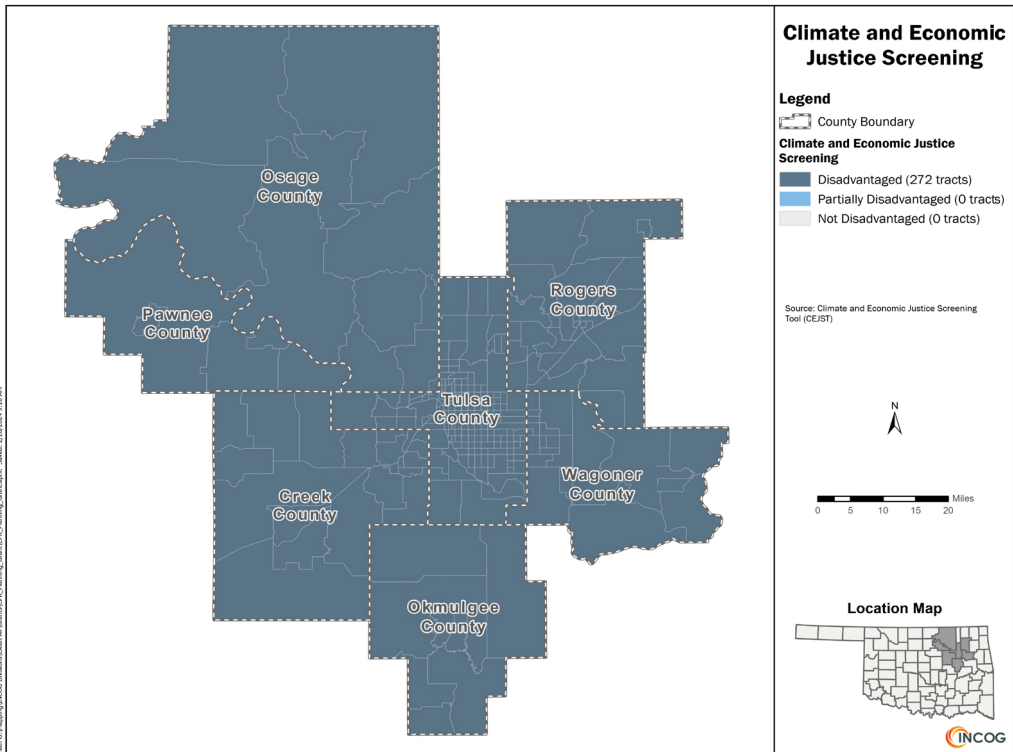 Climate and Economic
Justice Screening
Legend
County Boundary
Climate and Economic Justice
Screening
Disadvantaged (272 tracts)
Partially Disadvantaged (0 tracts)
Not Disadvantaged (0 tracts)
Source: Climate and Economic Justice Screening
Tool (CEJST)
N
Miles
0 5 10 15 20
Location Map
INCOG
Osage
County
Pawnee
County
Rogers
County
Tulsa
County
Creek
County
Wagoner
County
Okmulgee
County